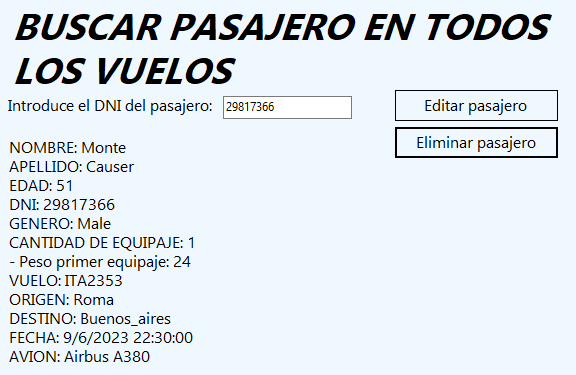 BUSCAR PASAJERO EN TODOS
LOS VUELOS
Introduce el DNI del pasajero: 29817366
Editar pasajero
Eliminar pasajero
NOMBRE: Monte
APELLIDO: Causer
EDAD: 51
DNI: 29817366
GENERO: Male
CANTIDAD DE EQUIPAJE: 1
- Peso primer equipaje: 24
VUELO: ITA2353
ORIGEN: Roma
DESTINO: Buenos_aires
FECHA: 9/6/2023 22:30:00
AVION: Airbus A380